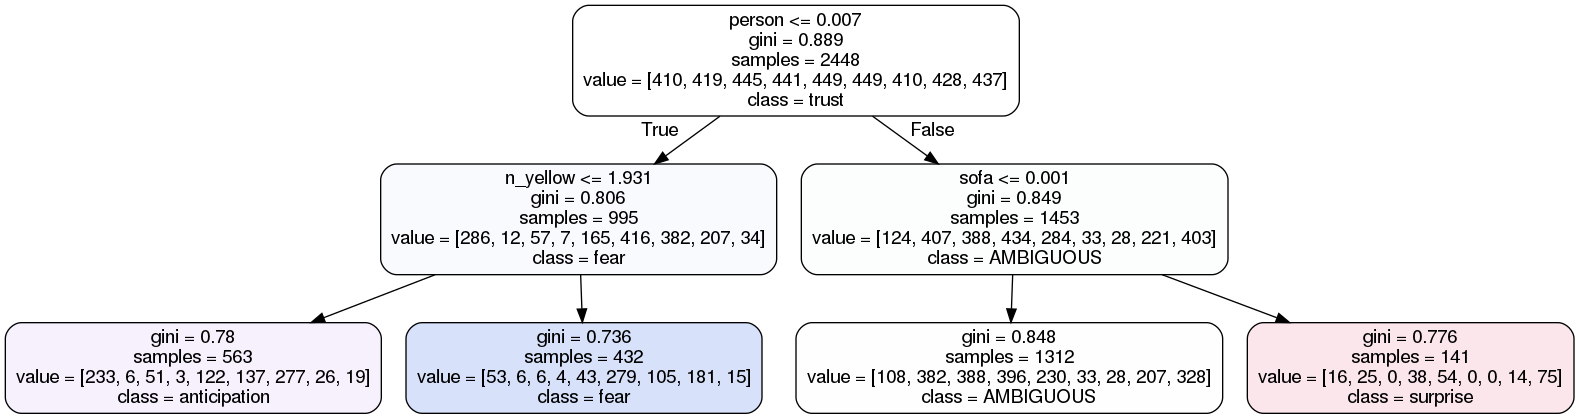 person <= 0.007
gini = 0.889
samples = 2448
value = [410, 419, 445, 441, 449, 449, 410, 428, 437]
class = trust
True
False
n_yellow <= 1.931
gini = 0.806
samples = 995
value = [286, 12, 57, 7, 165, 416, 382, 207, 34]
class = fear
sofa <= 0.001
gini = 0.849
samples = 1453
value = [124, 407, 388, 434, 284, 33, 28, 221, 403]
class = AMBIGUOUS
gini = 0.78
samples = 563
value = [233, 6, 51, 3, 122, 137, 277, 26, 19]
class = anticipation
gini = 0.736
samples = 432
value = [53, 6, 6, 4, 43, 279, 105, 181, 15]
class = fear
gini = 0.848
samples = 1312
value = [108, 382, 388, 396, 230, 33, 28, 207, 328]
class = AMBIGUOUS
gini = 0.776
samples = 141
value = [16, 25, 0, 38, 54, 0, 0, 14, 75]
class = surprise